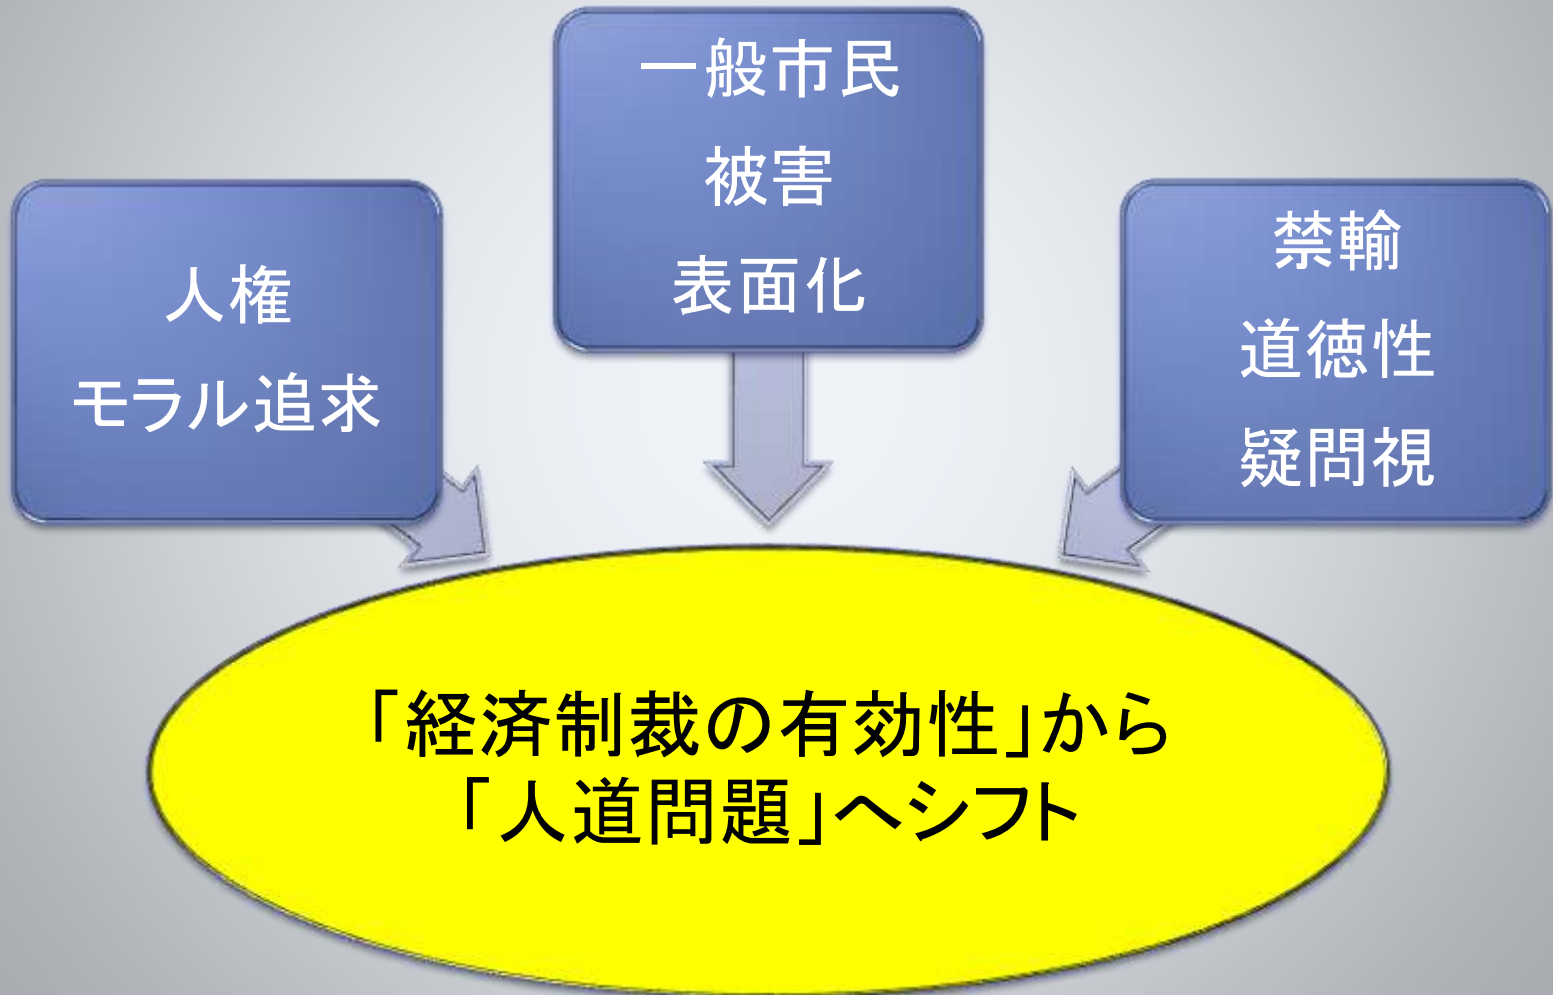 一般市民
被害
表面化
人権
モラル追求
禁輸
道徳性
疑問視
「経済制裁の有効性」から
「人道問題」へシフト